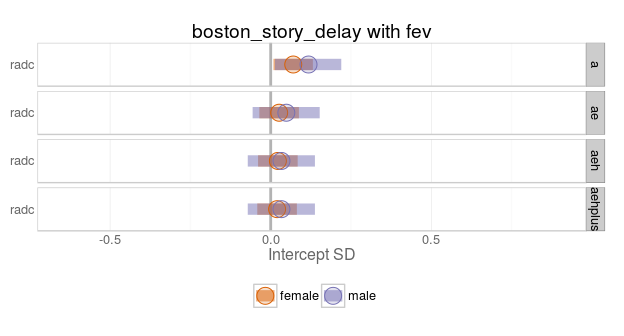 boston_story_delay with fev
radc
a
radc
ae
radc
aeh
radc
aehplus
-0.5 0.0 0.5
Intercept SD
female male